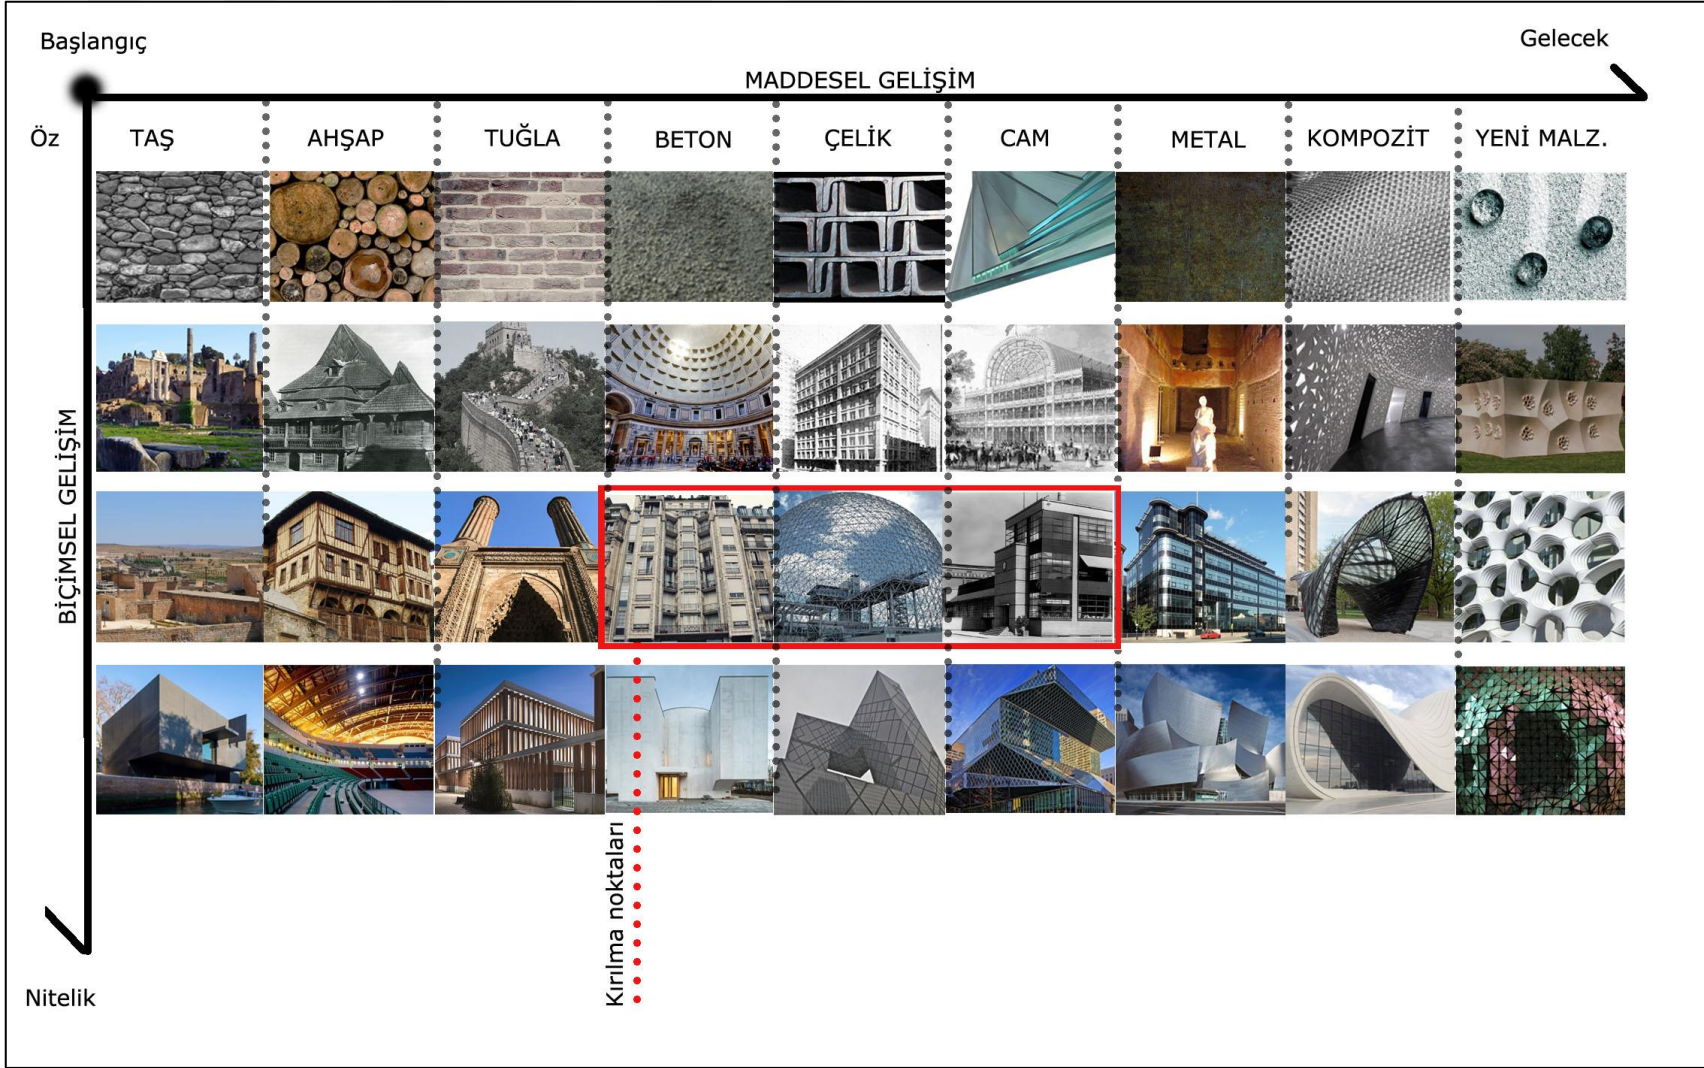 Başlangıç
Gelecek
MADDESEL GELİŞİM
Öz
TAŞ
AHŞAP
TUĞLA
BETON
ÇELİK
CAM
METAL
KOMPOZİT
YENİ MALZ.
BİÇİMSEL GELİŞİM
Kırılma noktaları
Nitelik